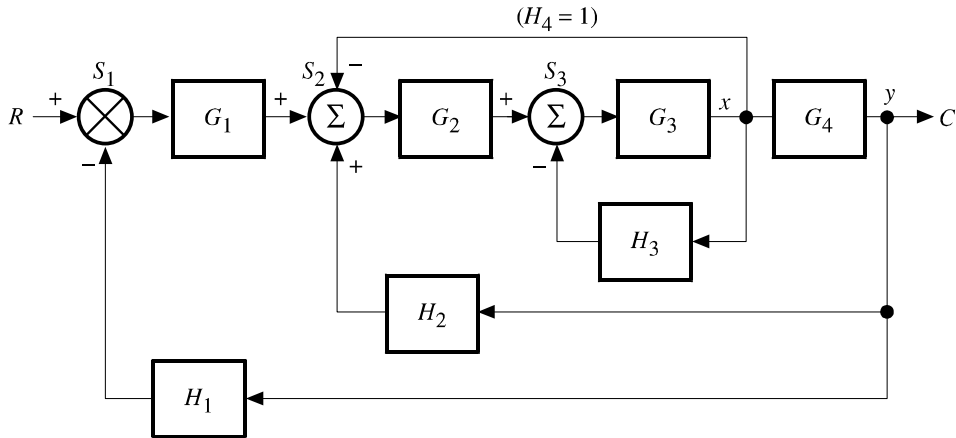 (H4 = 1)
S1
S2
S3
R
+
−
G1
+
−
Σ
+
G2
+
−
Σ
G3
x
G4
y
C
H3
H2
H1